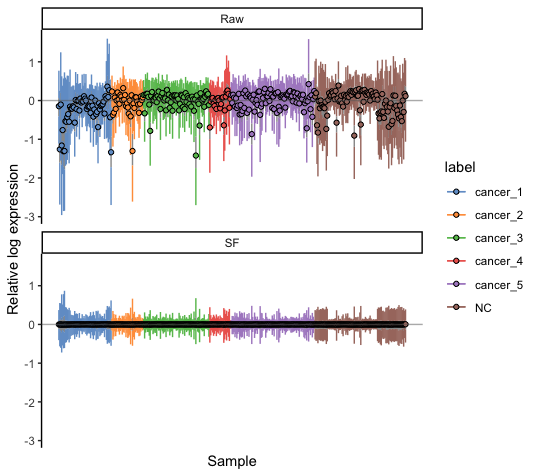 Raw
1
0
-1
-2
-3
SF
1
0
-1
-2
-3
Relative log expression
Sample
label
cancer_1
cancer_2
cancer_3
cancer_4
cancer_5
NC